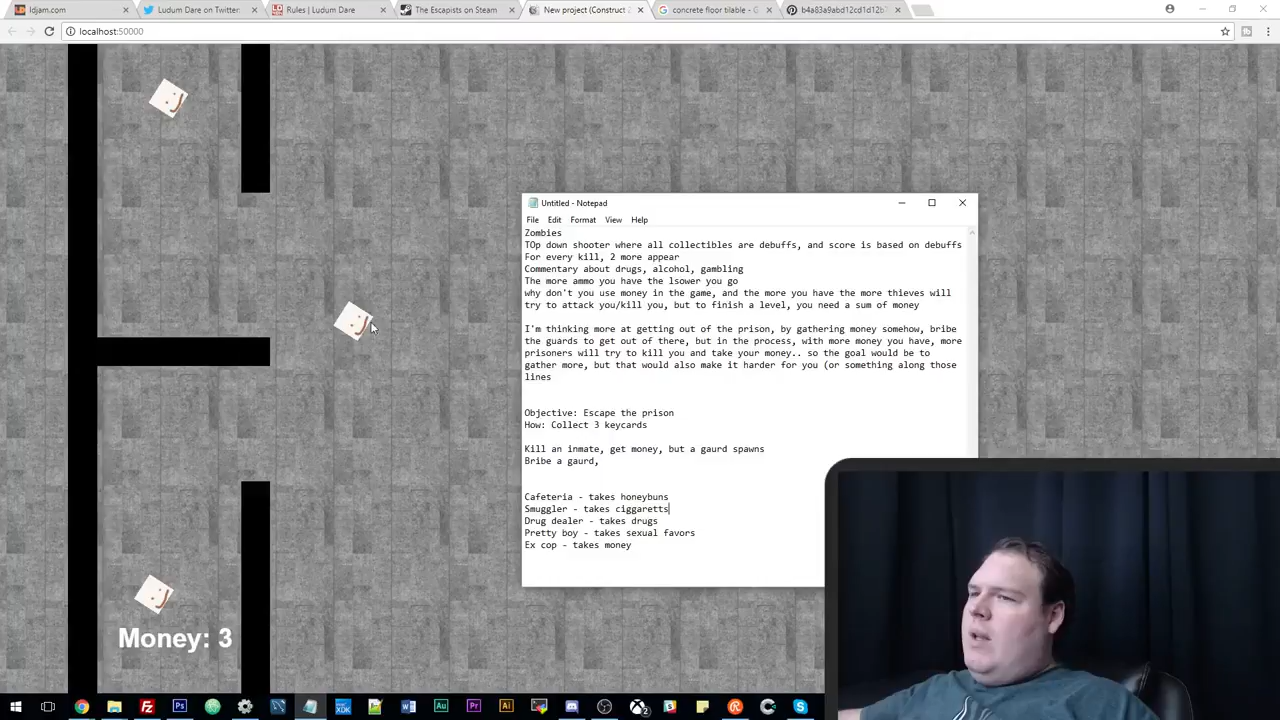 ldjam.com
Ludum Dare on Twitter:
Rules | Ludum Dare
The Escapists on Steam
New project (Construct
concrete floor tilable - G
b4a83a9abd12cd1d12b7
localhost:50000
Untitled - Notepad
File Edit Format View Help
Zombies
TOp down shooter where all collectibles are debuffs, and score is based on debuffs
For every kill, 2 more appear
Commentary about drugs, alcohol, gambling
The more ammo you have the lsower you go
why don't you use money in the game, and the more you have the more thieves will
try to attack you/kill you, but to finish a level, you need a sum of money
I'm thinking more at getting out of the prison, by gathering money somehow, bribe
the guards to get out of there, but in the process, with more money you have, more
prisoners will try to kill you and take your money.. so the goal would be to
gather more, but that would also make it harder for you (or something along those
lines
Objective: Escape the prison
How: Collect 3 keycards
Kill an inmate, get money, but a gaurd spawns
Bribe a gaurd,
Cafeteria - takes honeybuns
Smuggler - takes ciggaretts
Drug dealer - takes drugs
Pretty boy - takes sexual favors
Ex cop - takes money
Money: 3